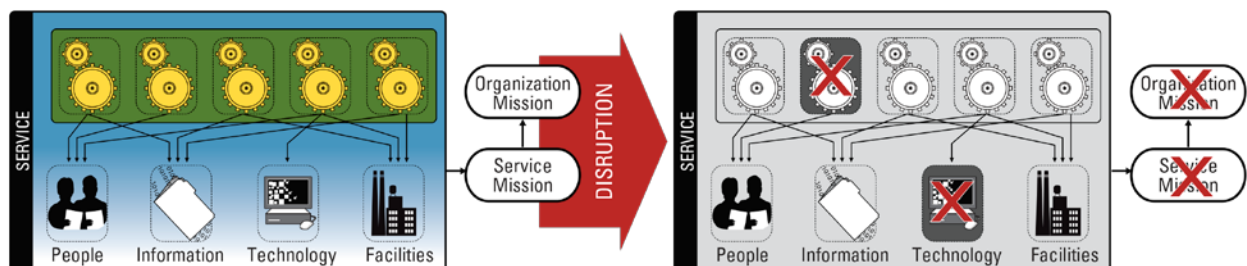 SERVICE
Organization
Mission
Service
Mission
People
Information
Technology
Facilities
DISRUPTION
SERVICE
Organization
Mission
Service
Mission
People
Information
Technology
Facilities